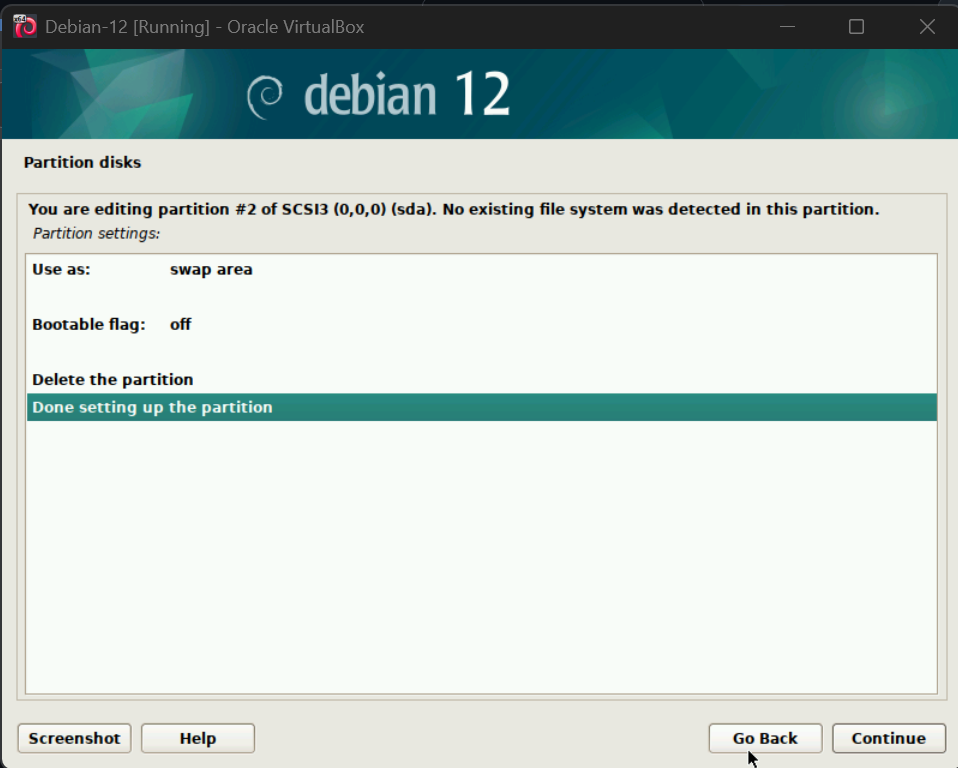 x64
Debian-12 [Running] - Oracle VirtualBox
debian 12
Partition disks
You are editing partition #2 of SCSI3 (0,0,0) (sda). No existing file system was detected in this partition.
Partition settings:
Use as: swap area
Bootable flag: off
Delete the partition
Done setting up the partition
Screenshot Help Go Back Continue